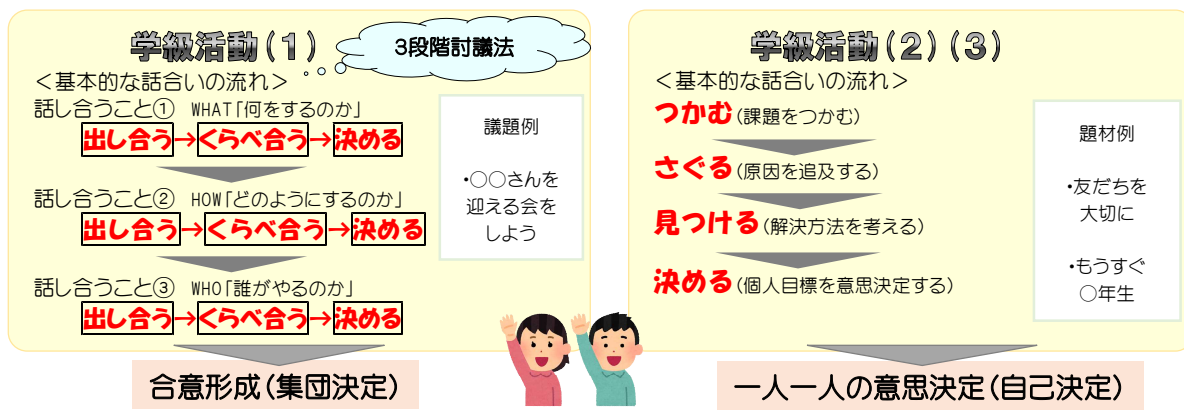 学級活動(1)
3段階討議法
＜基本的な話合いの流れ＞
話し合うこと① WHAT「何をするのか」
出し合う→くらべ合う→決める
話し合うこと② HOW「どのようにするのか」
出し合う→くらべ合う→決める
話し合うこと③ WHO「誰がやるのか」
出し合う→くらべ合う→決める
議題例
・○○さんを
迎える会を
しよう
合意形成(集団決定)
学級活動(2)(3)
＜基本的な話合いの流れ＞
つかむ(課題をつかむ)
さぐる(原因を追及する)
見つける(解決方法を考える)
決める(個人目標を意思決定する)
題材例
・友だちを
大切に
・もうすぐ
○年生
一人一人の意思決定(自己決定)